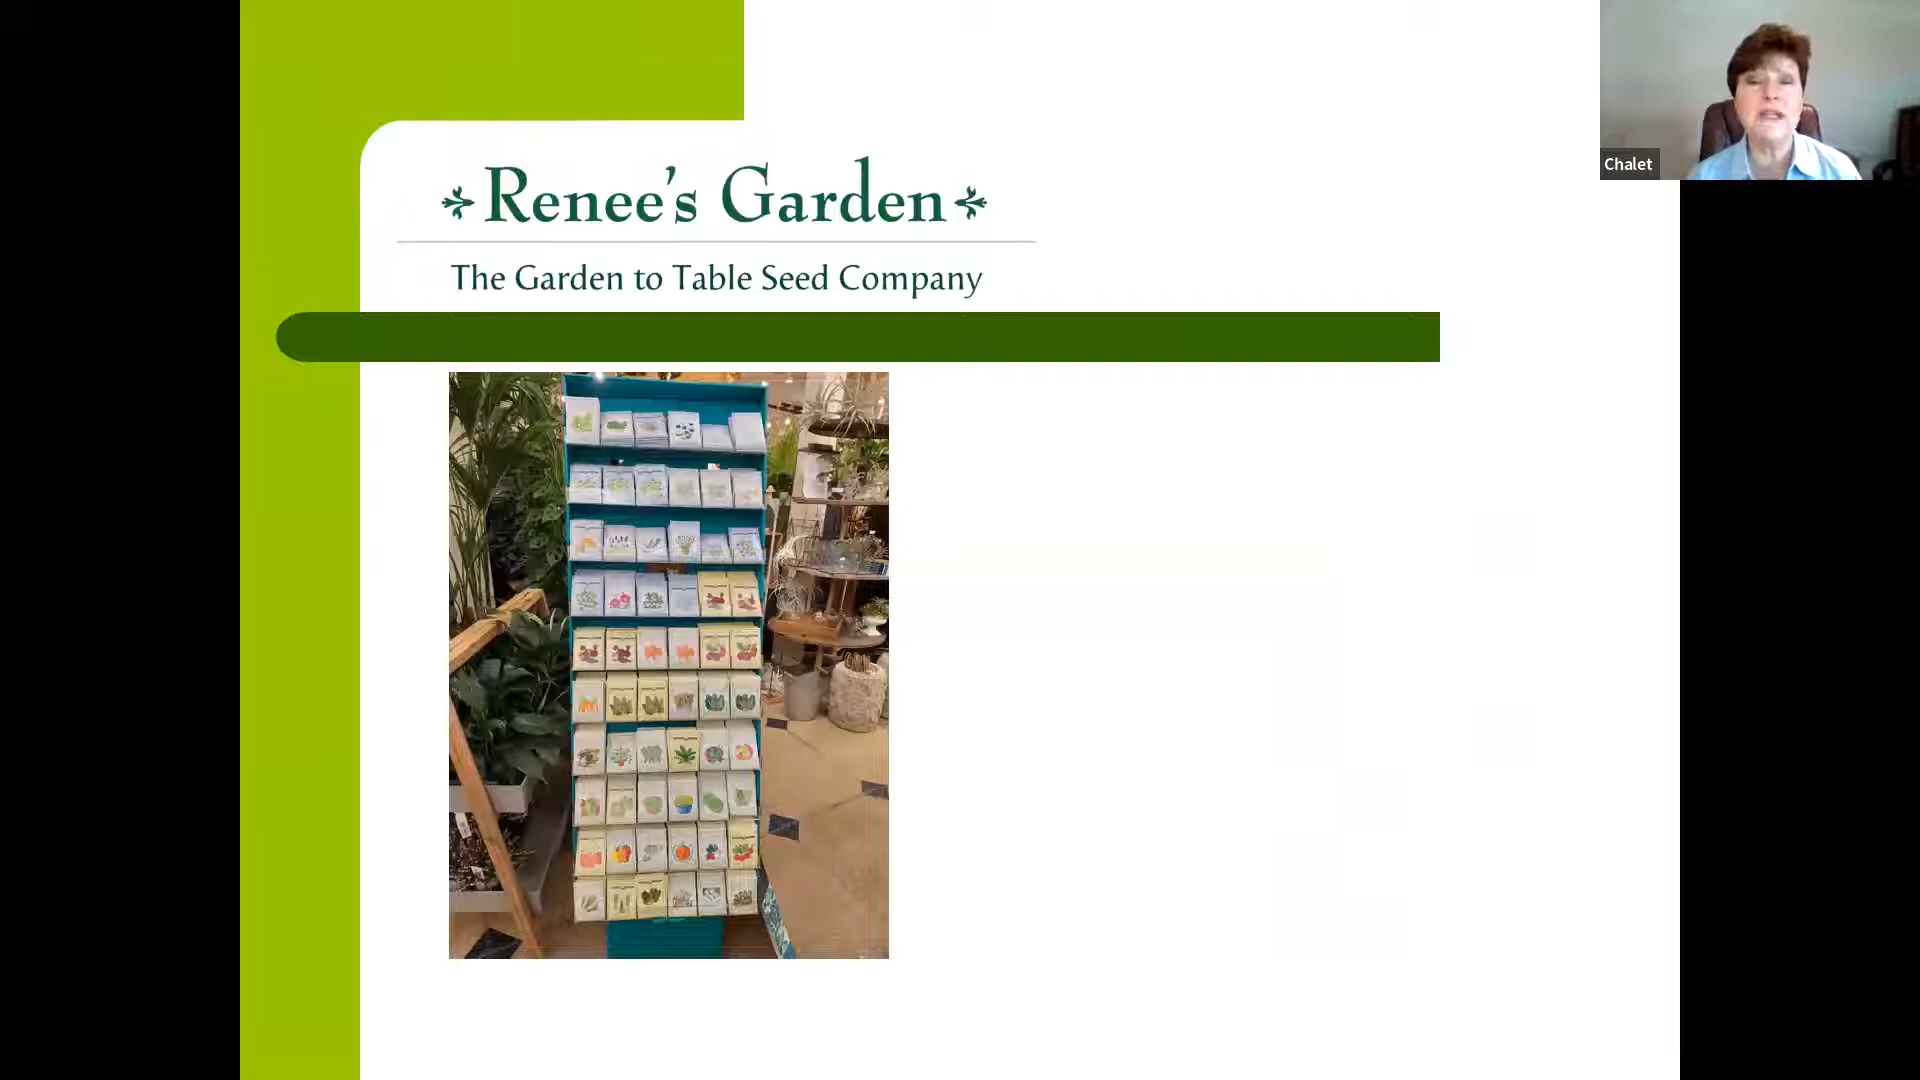 Renee's Garden
The Garden to Table Seed Company
Chalet